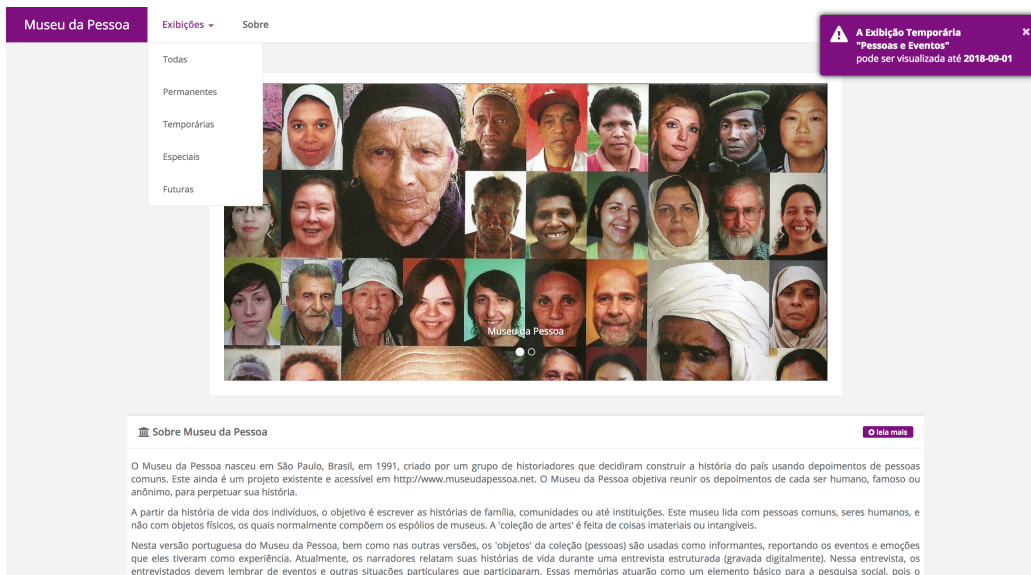 Museu da Pessoa
Exibições
Sobre
A Exibição Temporária
"Pessoas e Eventos"
pode ser visualizada até 2018-09-01
Todas
Permanentes
Temporárias
Especiais
Futuras
Museu da Pessoa
Sobre Museu da Pessoa
leia mais
O Museu da Pessoa nasceu em São Paulo, Brasil, em 1991, criado por um grupo de historiadores que decidiram construir a história do país usando depoimentos de pessoas
comuns. Este ainda é um projeto existente e acessível em http://www.museudapessoa.net. O Museu da Pessoa objetiva reunir os depoimentos de cada ser humano, famoso ou
anônimo, para perpetuar sua história.
A partir da história de vida dos indivíduos, o objetivo é escrever as histórias de família, comunidades ou até instituições. Este museu lida com pessoas comuns, seres humanos, e
não com objetos físicos, os quais normalmente compõem os espólios de museus. A 'coleção de artes' é feita de coisas imateriais ou intangíveis.
Nesta versão portuguesa do Museu da Pessoa, bem como nas outras versões, os 'objetos' da coleção (pessoas) são usadas como informantes, reportando os eventos e emoções
que eles tiveram como experiência. Atualmente, os narradores relatam suas histórias de vida durante uma entrevista estruturada (gravada digitalmente). Nessa entrevista, os
entrevistados devem lembrar de eventos e outras situações particulares que participaram. Essas memórias atuarão como um elemento básico para a pesquisa social, pois o